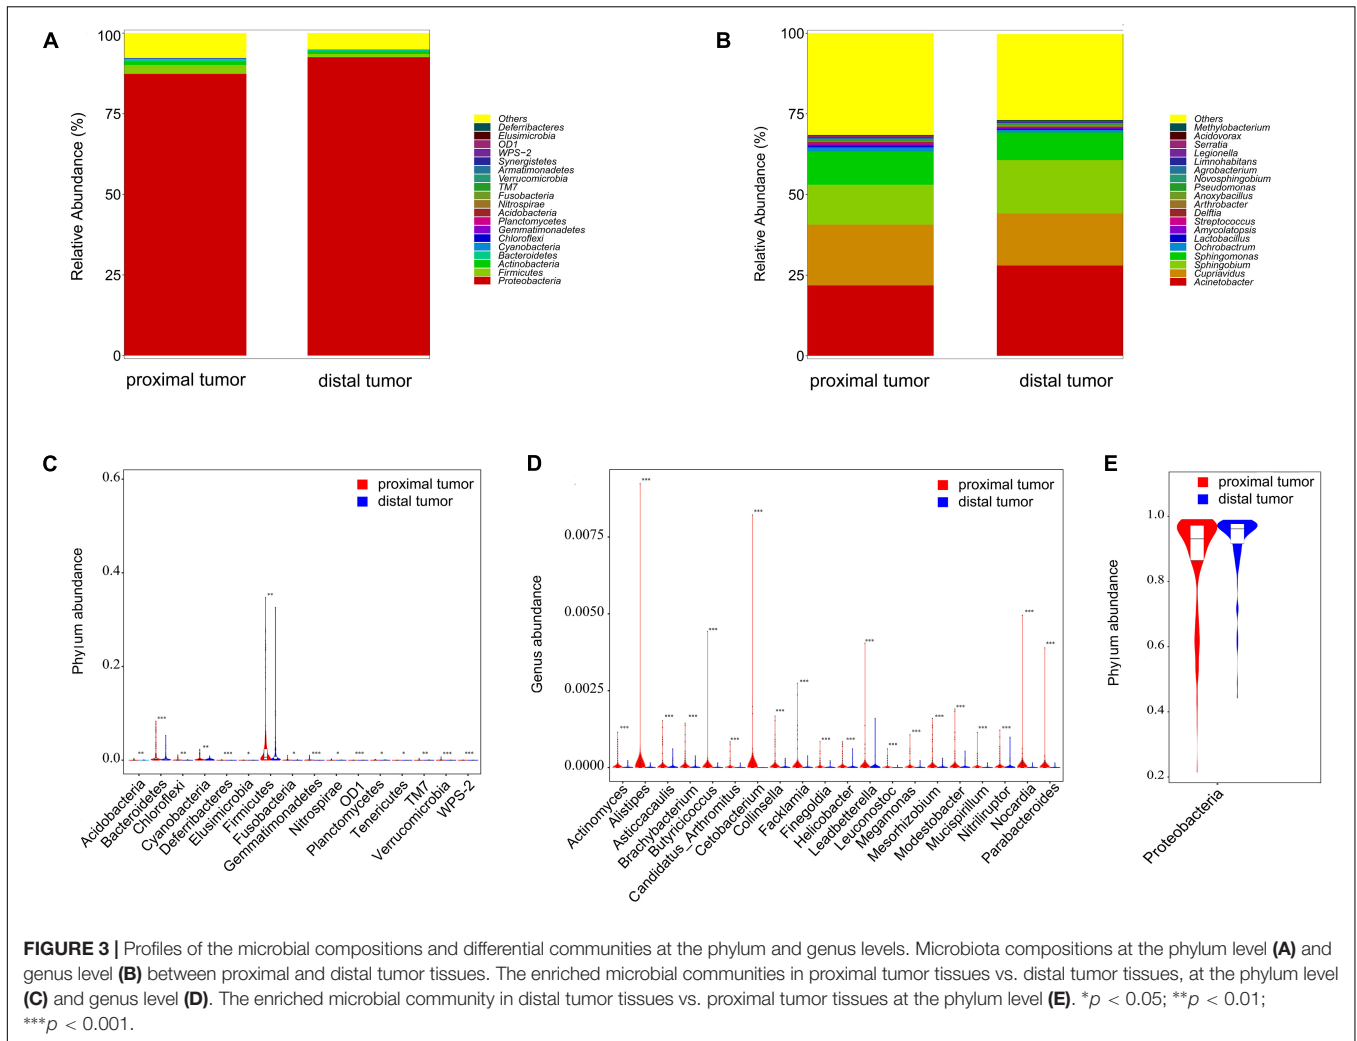 A
100
75
50
25
0
Relative Abundance (%)
proximal tumor
distal tumor
Others
Deferribacteres
Elusimicrobia
OD1
WPS-2
Synergistetes
Armatimonadetes
Verrucomicrobia
TM7
Fusobacteria
Nitrospirae
Acidobacteria
Planctomycetes
Gemmatimonadetes
Chloroflexi
Cyanobacteria
Bacteroidetes
Actinobacteria
Firmicutes
Proteobacteria
B
100
75
50
25
0
Relative Abundance (%)
proximal tumor
distal tumor
Others
Methylobacterium
Acidovorax
Serratia
Legionella
Limnohabitans
Agrobacterium
Novosphingobium
Pseudomonas
Anoxybacillus
Arthrobacter
Delftia
Streptococcus
Amycolatopsis
Lactobacillus
Ochrobactrum
Sphingomonas
Sphingobium
Cupriavidus
Acinetobacter
C
0.6
0.4
0.2
0.0
Phylum abundance
proximal tumor
distal tumor
** *** ** ** *** * ** * *** * *** * * ** *** ***
Acidobacteria
Bacteroidetes
Chloroflexi
Cyanobacteria
Deferribacteres
Elusimicrobia
Firmicutes
Fusobacteria
Gemmatimonadetes
Nitrospirae
OD1
Planctomycetes
Tenericutes
TM7
Verrucomicrobia
WPS-2
D
0.0075
0.0050
0.0025
0.0000
Genus abundance
proximal tumor
distal tumor
*** *** *** *** *** *** *** *** *** *** *** *** *** *** *** *** *** *** *** ***
Actinomyces
Alistipes
Asticcacaulis
Brachybacterium
Butyricicoccus
Candidatus_Arthromitus
Cetobacterium
Collinsella
Facklamia
Finegoldia
Helicobacter
Leadbetterella
Leuconostoc
Megamonas
Mesorhizobium
Modestobacter
Mucispirillum
Nitriliruptor
Nocardia
Parabacteroides
E
1.0
0.8
0.6
0.4
0.2
Phylum abundance
proximal tumor
distal tumor
Proteobacteria
FIGURE 3 | Profiles of the microbial compositions and differential communities at the phylum and genus levels. Microbiota compositions at the phylum level (A) and
genus level (B) between proximal and distal tumor tissues. The enriched microbial communities in proximal tumor tissues vs. distal tumor tissues, at the phylum level
(C) and genus level (D). The enriched microbial community in distal tumor tissues vs. proximal tumor tissues at the phylum level (E). *p < 0.05; **p < 0.01;
***p < 0.001.